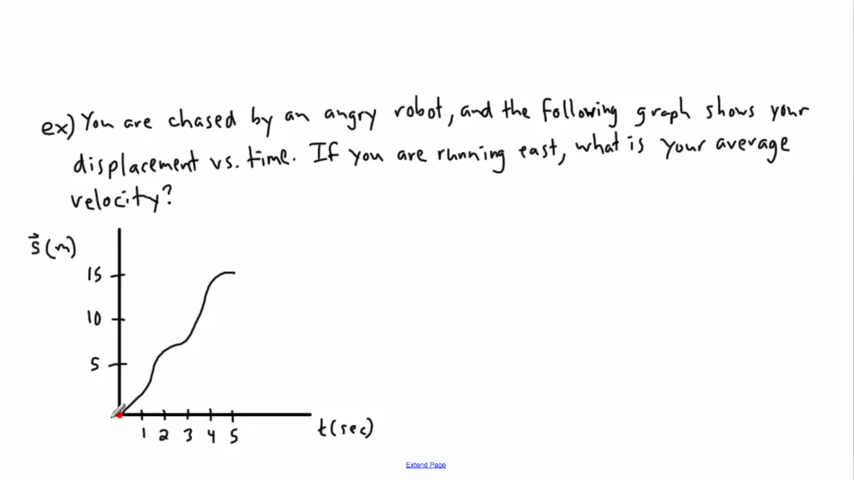 ex) You are chased by an angry robot, and the following graph shows your
displacement vs. time. If you are running east, what is your average
velocity?
s⃗ (m)
15
10
5
1 2 3 4 5
t(sec)
Extend Page